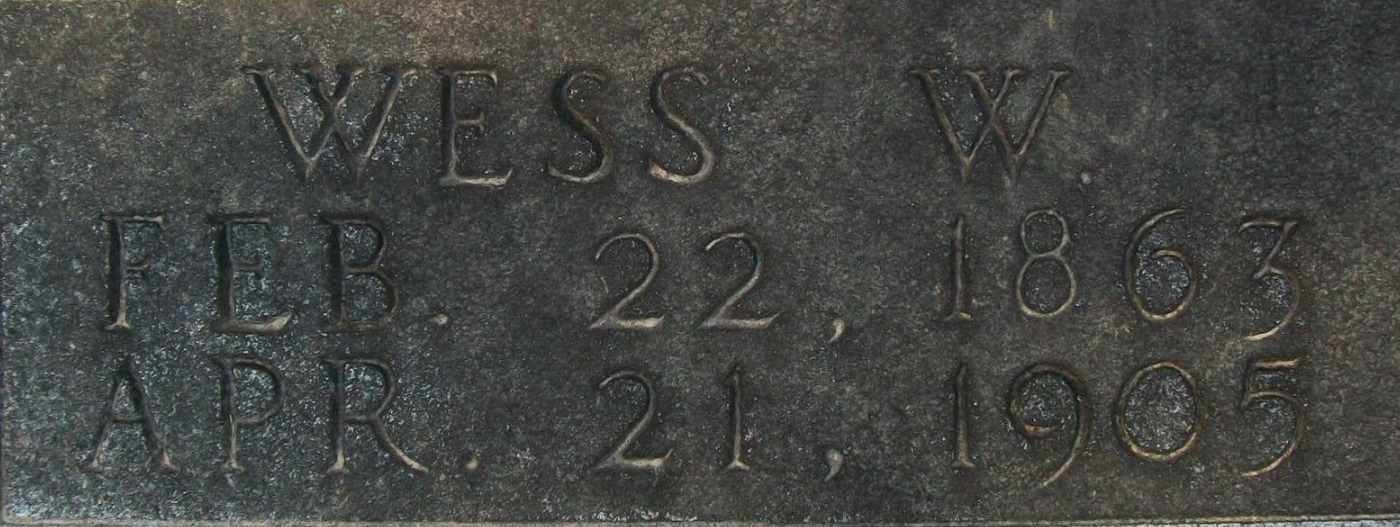 WESS W.
FEB. 22, 1863
APR. 21, 1905